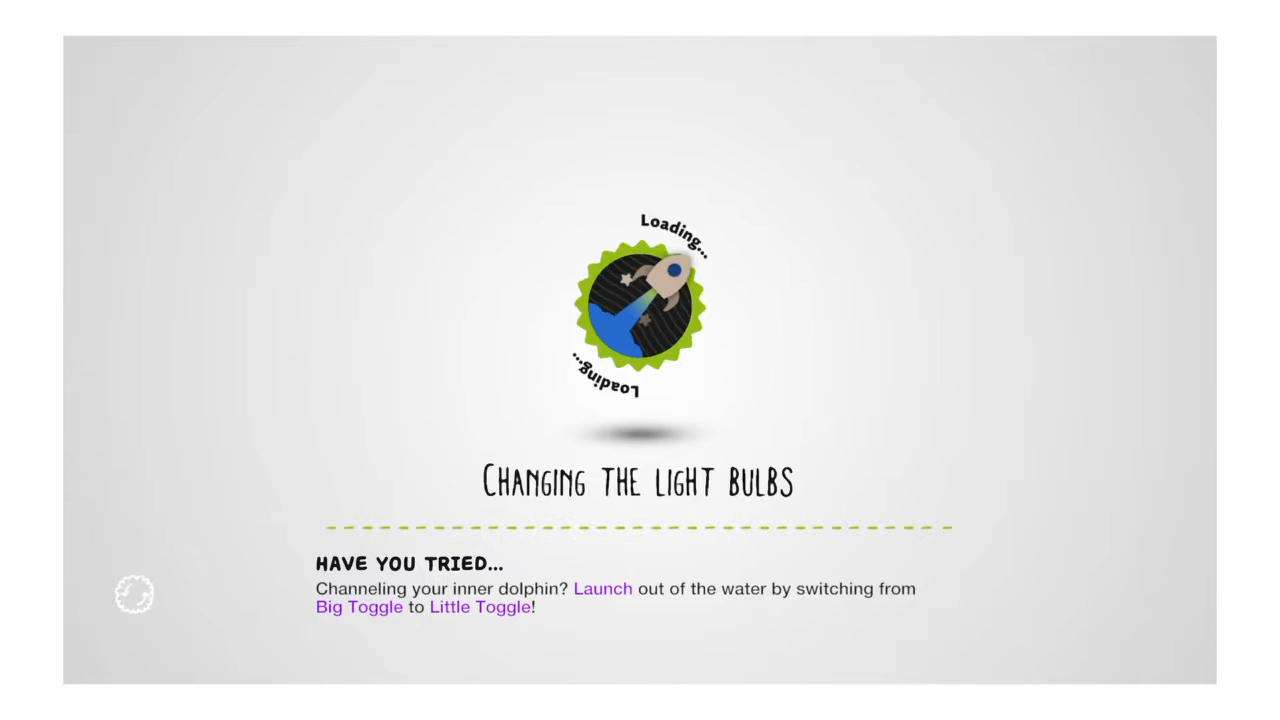 Loading...
Loading...
CHANGING THE LIGHT BULBS
HAVE YOU TRIED...
Channeling your inner dolphin? Launch out of the water by switching from
Big Toggle to Little Toggle!